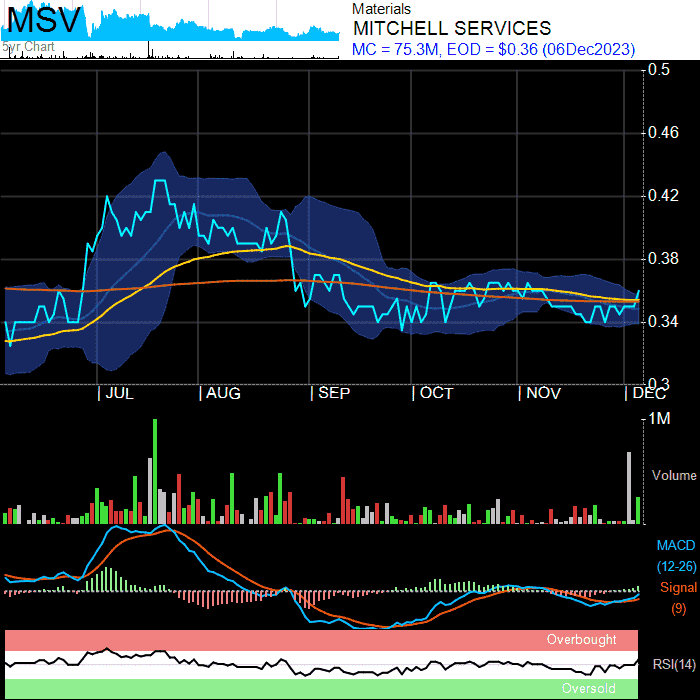 MSV
5yr Chart
Materials
MITCHELL SERVICES
MC = 75.3M, EOD = $0.36 (06Dec2023)
0.5
0.46
0.42
0.38
0.34
0.3
| JUL | AUG | SEP | OCT | NOV | DEC
1M
Volume
MACD
(12-26)
Signal
(9)
Overbought
RSI(14)
Oversold